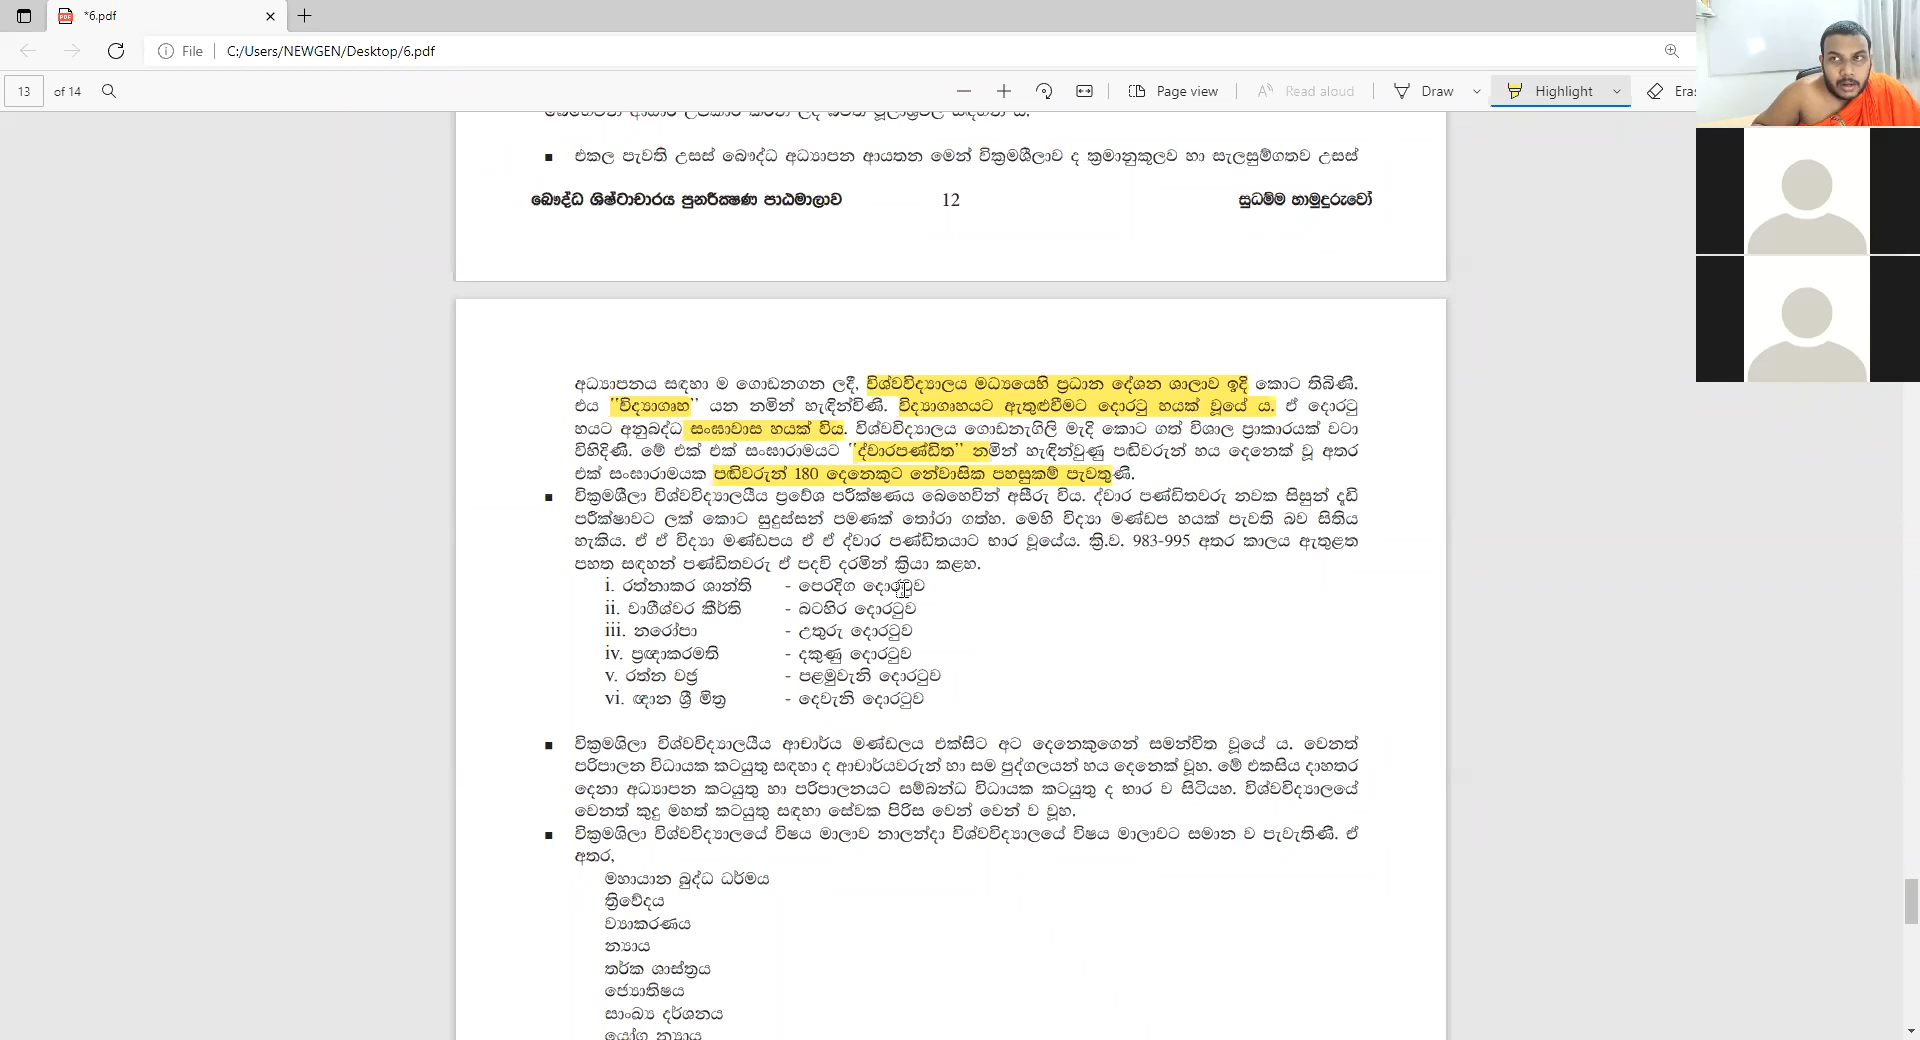 *6.pdf
File
C:/Users/NEWGEN/Desktop/6.pdf
13 of 14
Page view
Read aloud
Draw
Highlight
Eras
■ එකල පැවති උසස් බෞද්ධ අධ්‍යාපන ආයතන මෙන් වික්‍රමශීලාව ද ක්‍රමානුකූලව හා සැලසුම්ගතව උසස්
බෞද්ධ ශිෂ්ටාචාරය පුනරීක්‍ෂණ පාඨමාලාව 12 සුධම්ම හාමුදුරුවෝ
අධ්‍යාපනය සඳහා ම ගොඩනගන ලදී, විශ්වවිද්‍යාලය මධ්‍යයෙහි ප්‍රධාන දේශන ශාලාව ඉදි කොට තිබිණී.
එය "විද්‍යාගෘහ" යන නමින් හැඳින්විණී. විද්‍යාගෘහයට ඇතුළුවීමට දොරටු හයක් වූයේ ය. ඒ දොරටු
හයට අනුබද්ධ සංඝාවාස හයක් විය. විශ්වවිද්‍යාලය ගොඩනැගිලි මැදි කොට ගත් විශාල ප්‍රාකාරයක් වටා
විහිදිණී. මේ එක් එක් සංඝාරාමයට "ද්වාරපණ්ඩිත" නමින් හැඳින්වුණු පඬිවරුන් හය දෙනෙක් වූ අතර
එක් සංඝාරාමයක පඬිවරුන් 180 දෙනෙකුට නේවාසික පහසුකම් පැවතුණී.
■ වික්‍රමශීලා විශ්වවිද්‍යාලයීය ප්‍රවේශ පරීක්ෂණය බෙහෙවින් අසීරු විය. ද්වාර පණ්ඩිතවරු නවක සිසුන් දැඩි
පරීක්ෂාවට ලක් කොට සුදුස්සන් පමණක් තෝරා ගත්හ. මෙහි විද්‍යා මණ්ඩප හයක් පැවති බව සිතිය
හැකිය. ඒ ඒ විද්‍යා මණ්ඩපය ඒ ඒ ද්වාර පණ්ඩිතයාට භාර වූයේය. ක්‍රි.ව. 983-995 අතර කාලය ඇතුළත
පහත සඳහන් පණ්ඩිතවරු ඒ පදවි දරමින් ක්‍රියා කළහ.
i. රත්නාකර ශාන්ති - පෙරදිග දොරටුව
ii. වාගීශ්වර කීර්ති - බටහිර දොරටුව
iii. නරෝපා - උතුරු දොරටුව
iv. ප්‍රඥාකරමති - දකුණු දොරටුව
v. රත්න වජ්‍ර - පළමුවැනි දොරටුව
vi. ඥාන ශ්‍රී මිත්‍ර - දෙවැනි දොරටුව
■ වික්‍රමශිලා විශ්වවිද්‍යාලයීය ආචාර්ය මණ්ඩලය එක්සිට අට දෙනෙකුගෙන් සමන්විත වූයේ ය. වෙනත්
පරිපාලන විධායක කටයුතු සඳහා ද ආචාර්යවරුන් හා සම පුද්ගලයන් හය දෙනෙක් වූහ. මේ එකසිය දාහතර
දෙනා අධ්‍යාපන කටයුතු හා පරිපාලනයට සම්බන්ධ විධායක කටයුතු ද භාර ව සිටියහ. විශ්වවිද්‍යාලයේ
වෙනත් කුදු මහත් කටයුතු සඳහා සේවක පිරිස වෙන් වෙන් ව වූහ.
■ වික්‍රමශිලා විශ්වවිද්‍යාලයේ විෂය මාලාව නාලන්දා විශ්වවිද්‍යාලයේ විෂය මාලාවට සමාන ව පැවැතිණී. ඒ
අතර,
මහායාන බුද්ධ ධර්මය
ත්‍රිවේදය
ව්‍යාකරණය
න්‍යාය
තර්ක ශාස්ත්‍රය
ජ්‍යොතිෂය
සාංඛ්‍ය දර්ශනය
යෝග න්‍යාය